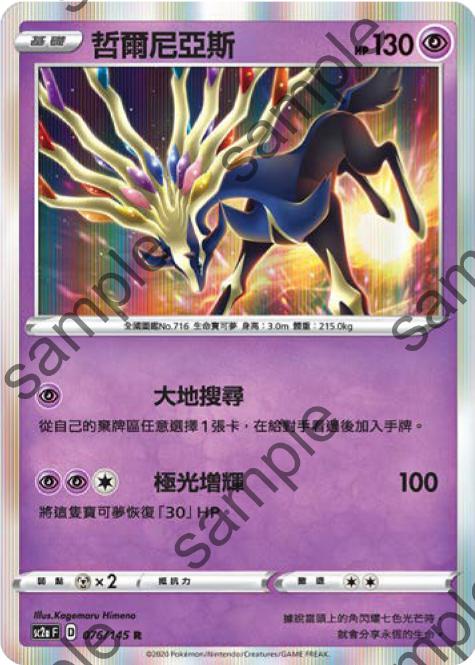 基礎 哲爾尼亞斯 HP 130
全國圖鑑No.716 生命寶可夢 身高：3.0m 體重：215.0kg
大地搜尋
從自己的棄牌區任意選擇1張卡，在給對手看過後加入手牌。
極光增輝 100
將這隻寶可夢恢復「30」HP。
弱點 ×2 抵抗力 撤退
Illus.Kagemaru Himeno
sc2a F D 076/145 R
據說當頭上的角閃耀七色光芒時，
就會分享永恆的生命。
©2020 Pokémon/Nintendo/Creatures/GAME FREAK.
sample
sample
sample
sample
sample
sample